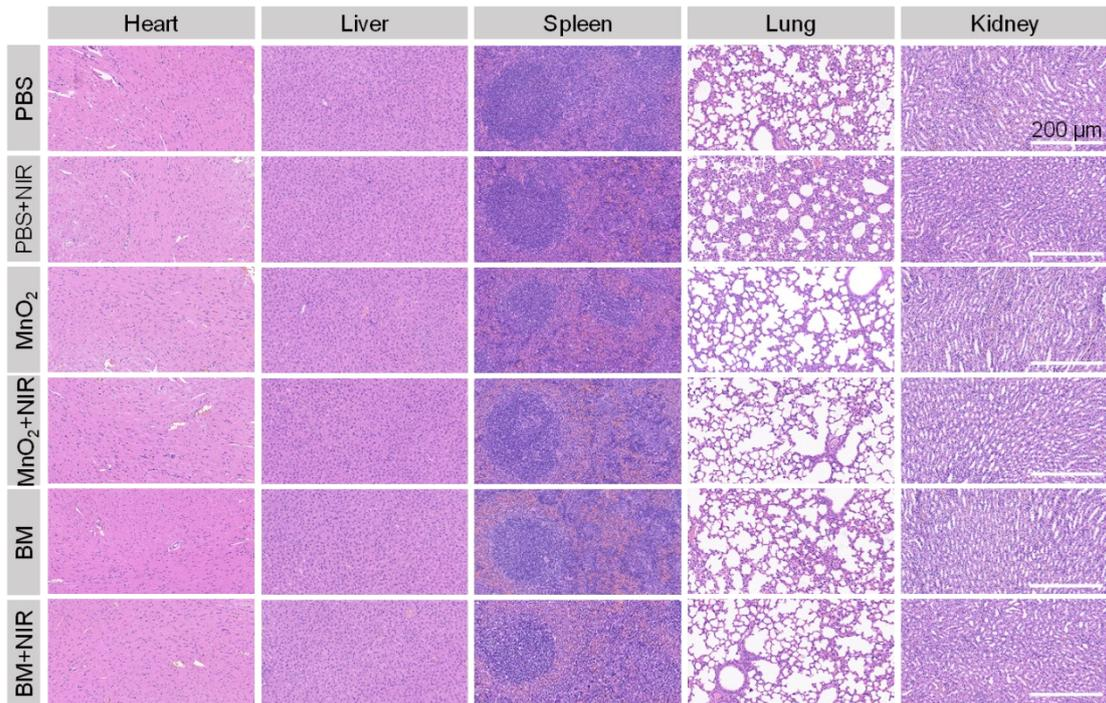 Heart Liver Spleen Lung Kidney
PBS
200 μm
PBS+NIR
MnO₂
MnO₂+NIR
BM
BM+NIR